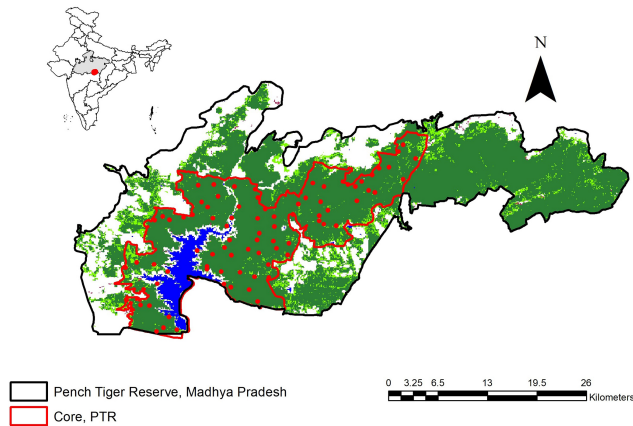 N
Pench Tiger Reserve, Madhya Pradesh
Core, PTR
0 3.25 6.5 13 19.5 26
Kilometers